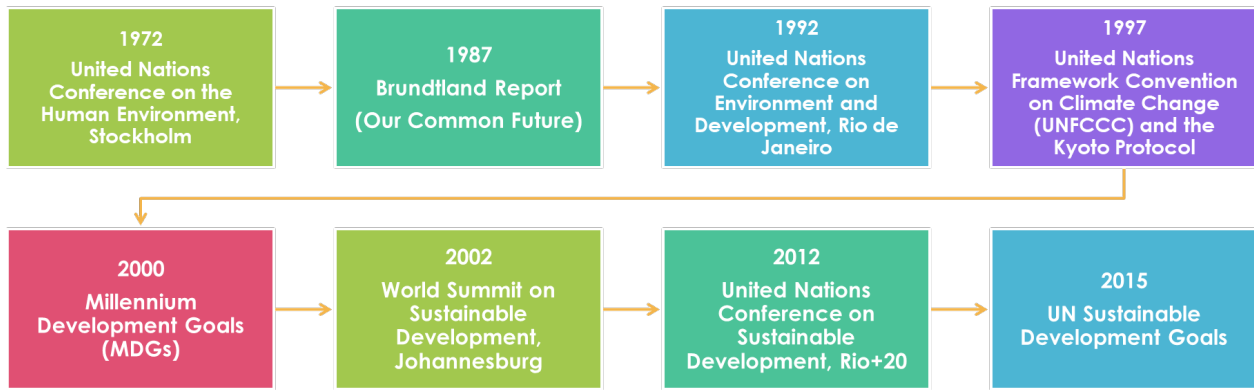 1972
United Nations
Conference on the
Human Environment,
Stockholm
1987
Brundtland Report
(Our Common Future)
1992
United Nations
Conference on
Environment and
Development, Rio de
Janeiro
1997
United Nations
Framework Convention
on Climate Change
(UNFCCC) and the
Kyoto Protocol
2000
Millennium
Development Goals
(MDGs)
2002
World Summit on
Sustainable
Development,
Johannesburg
2012
United Nations
Conference on
Sustainable
Development, Rio+20
2015
UN Sustainable
Development Goals